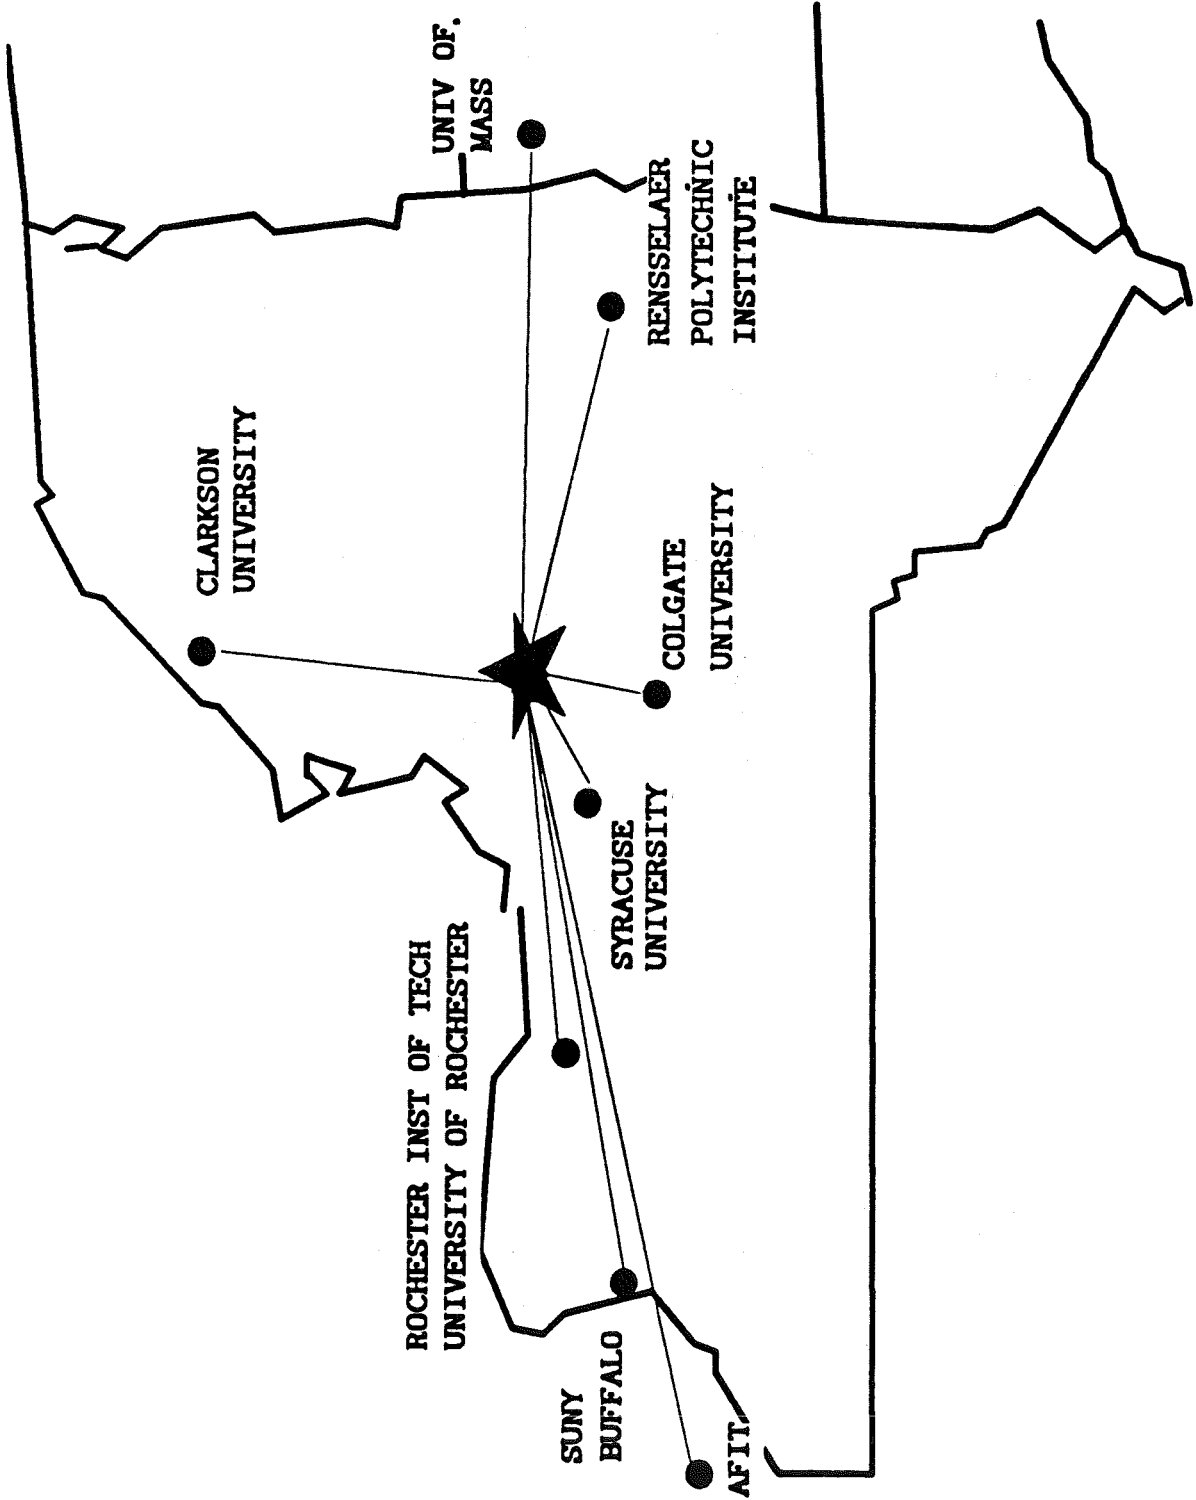 CLARKSON
UNIVERSITY
UNIV OF.
MASS
ROCHESTER INST OF TECH
UNIVERSITY OF ROCHESTER
SUNY
BUFFALO
SYRACUSE
UNIVERSITY
COLGATE
UNIVERSITY
RENSSELAER
POLYTECHNIC
INSTITUTE
AFIT